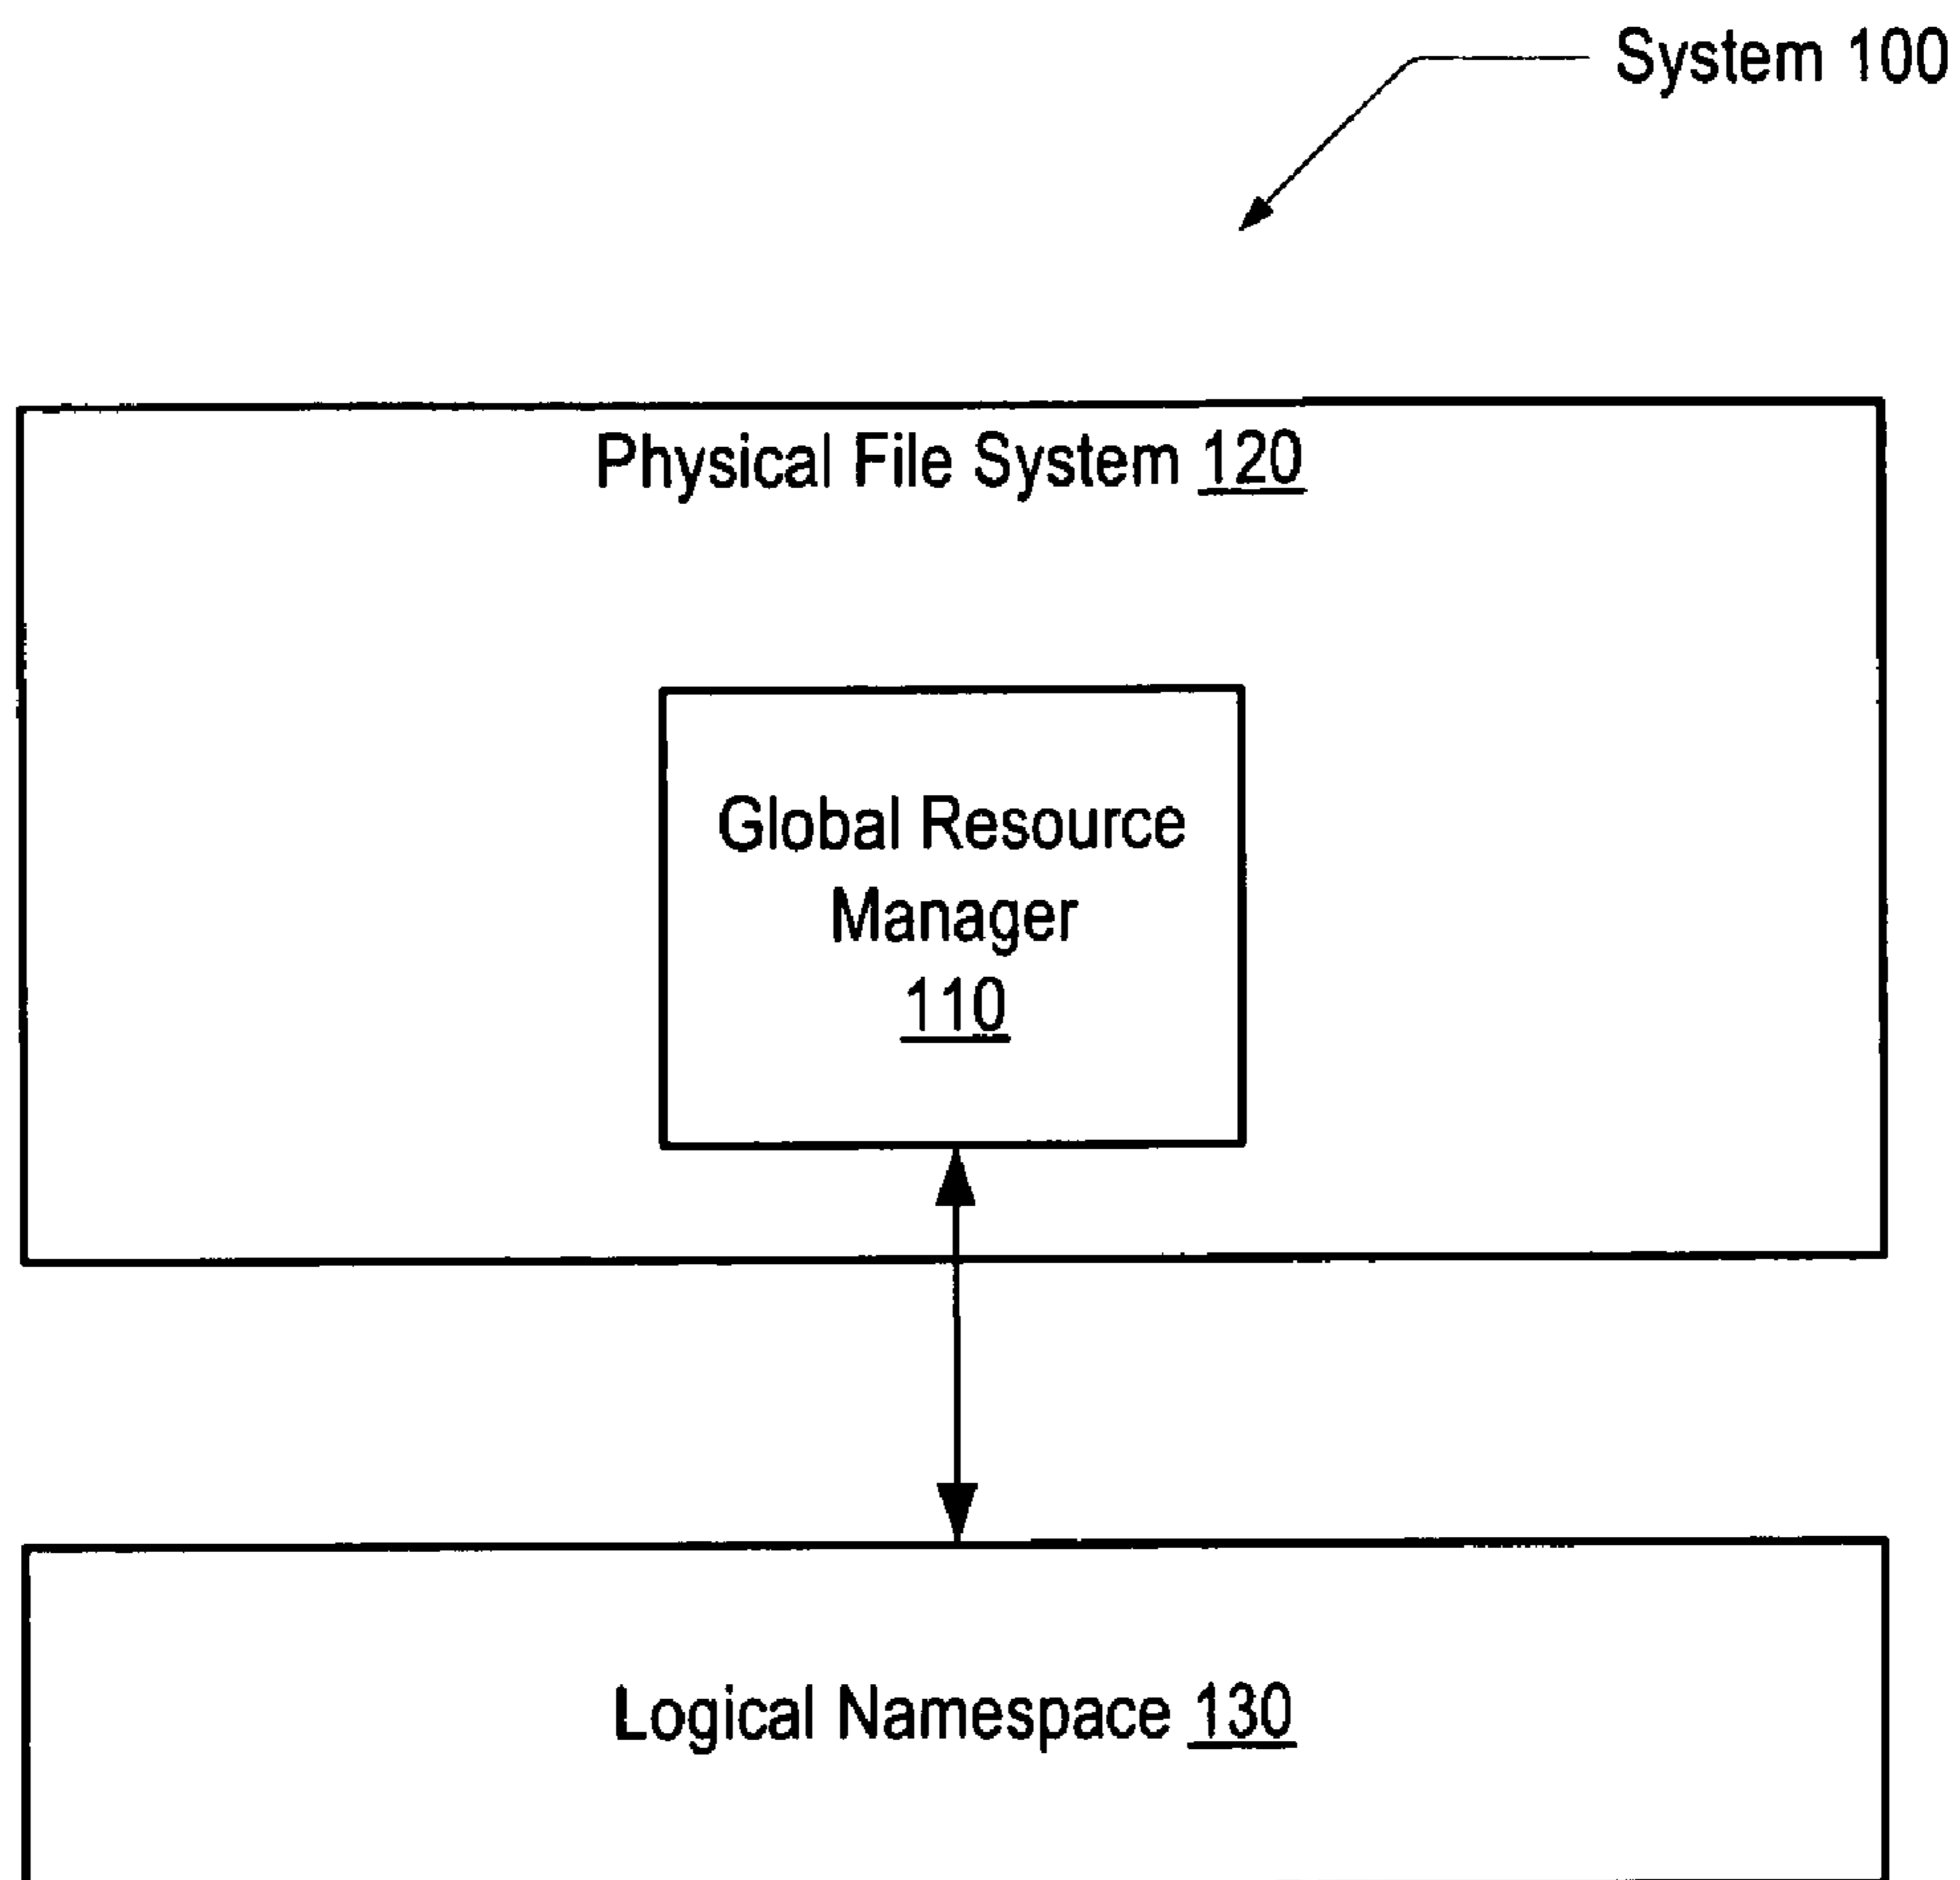 System 100
Physical File System 120
Global Resource
Manager
110
Logical Namespace 130